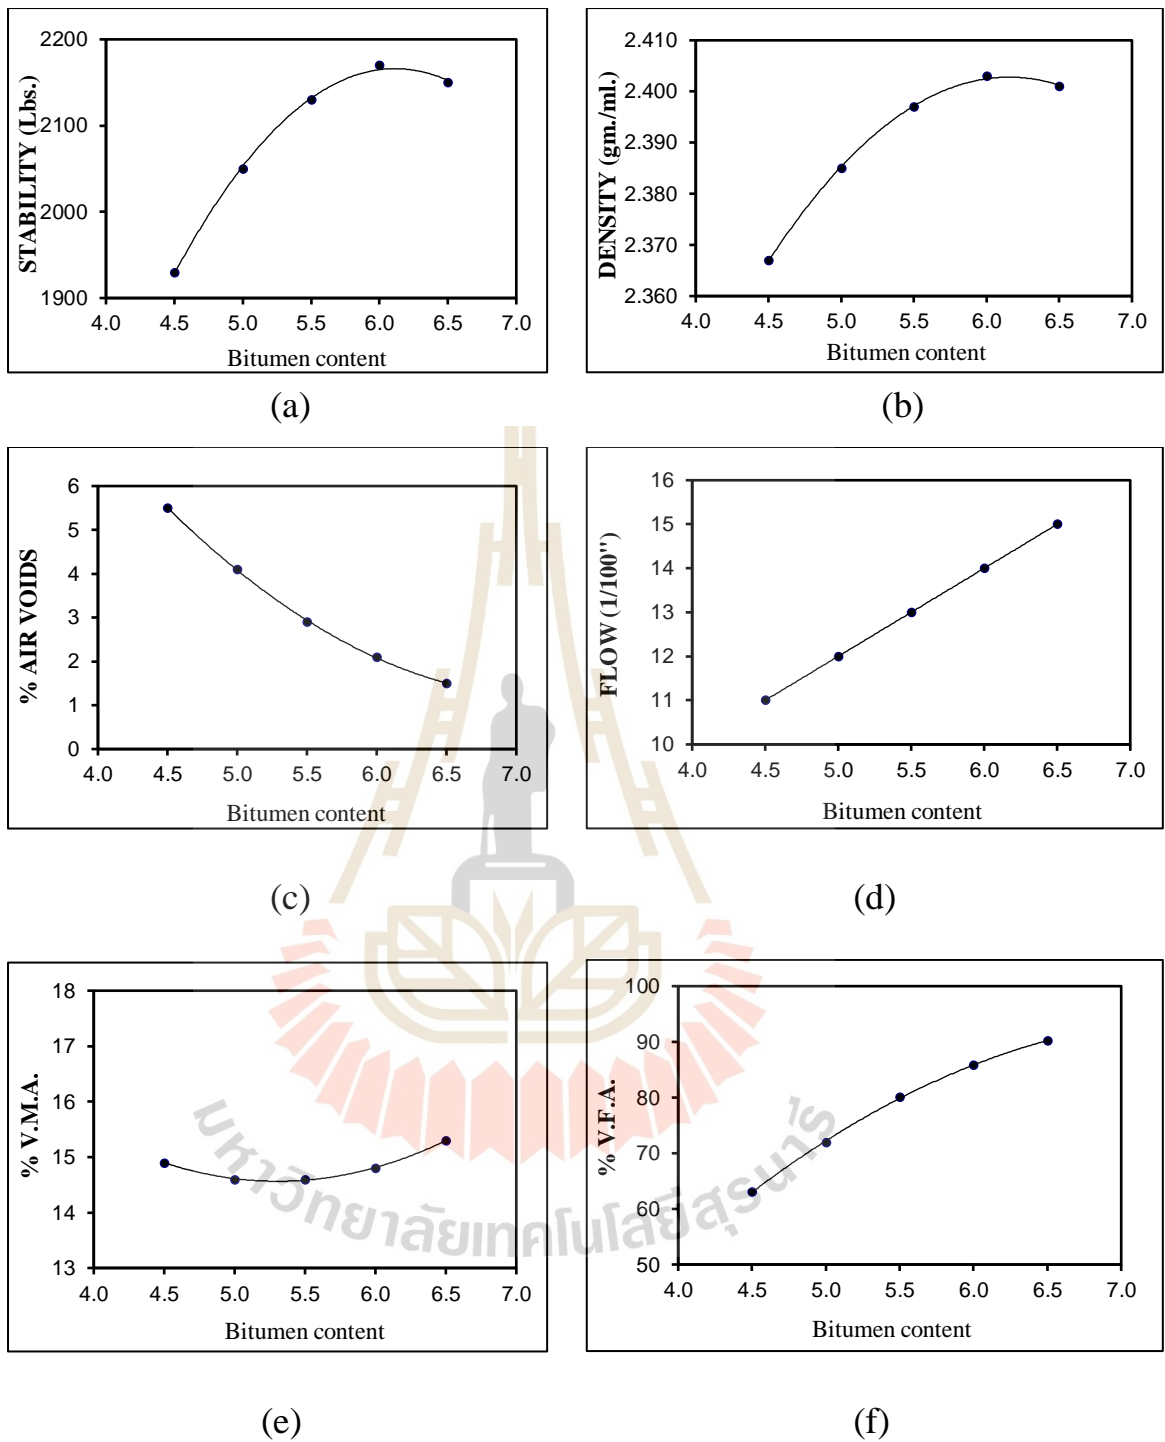 STABILITY (Lbs.)
2200
2100
2000
1900
4.0 4.5 5.0 5.5 6.0 6.5 7.0
Bitumen content
(a)
DENSITY (gm./ml.)
2.410
2.400
2.390
2.380
2.370
2.360
4.0 4.5 5.0 5.5 6.0 6.5 7.0
Bitumen content
(b)
% AIR VOIDS
6
5
4
3
2
1
0
4.0 4.5 5.0 5.5 6.0 6.5 7.0
Bitumen content
(c)
FLOW (1/100")
16
15
14
13
12
11
10
4.0 4.5 5.0 5.5 6.0 6.5 7.0
Bitumen content
(d)
% V.M.A.
18
17
16
15
14
13
4.0 4.5 5.0 5.5 6.0 6.5 7.0
Bitumen content
(e)
% V.F.A.
100
90
80
70
60
50
4.0 4.5 5.0 5.5 6.0 6.5 7.0
Bitumen content
(f)
มหาวิทยาลัยเทคโนโลยีสุรนารี